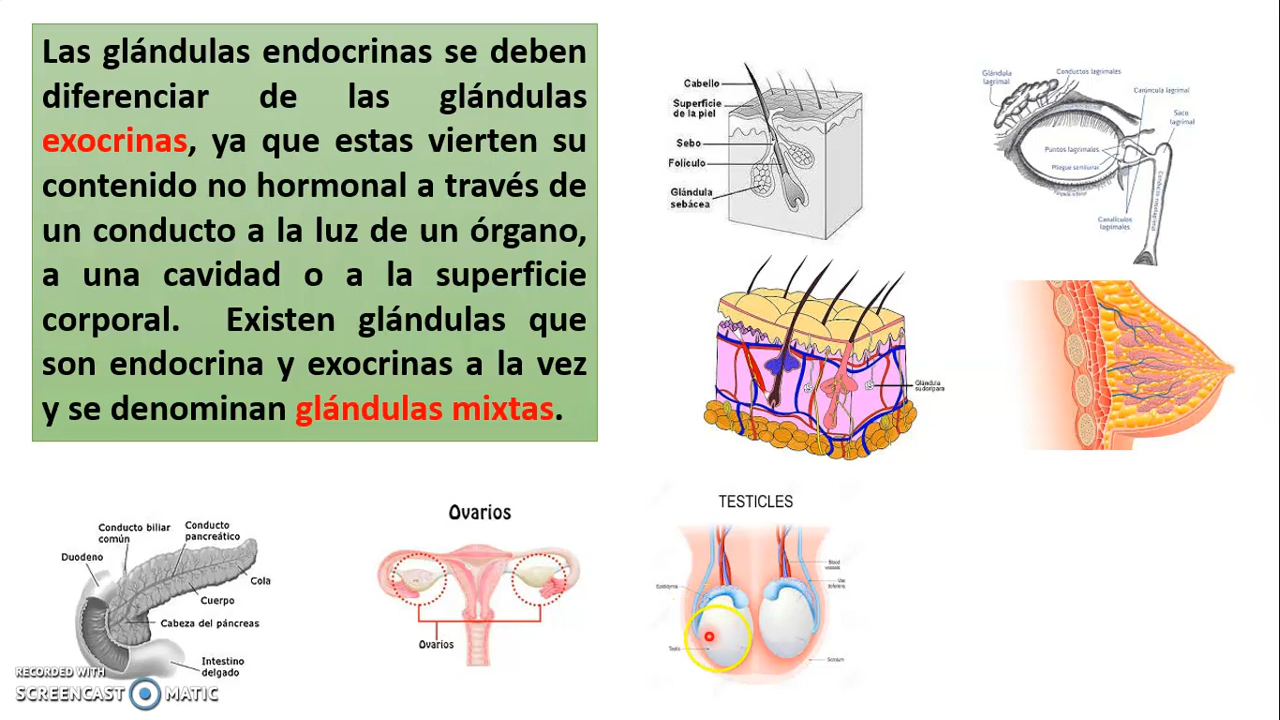 Las glándulas endocrinas se deben
diferenciar de las glándulas
exocrinas, ya que estas vierten su
contenido no hormonal a través de
un conducto a la luz de un órgano,
a una cavidad o a la superficie
corporal. Existen glándulas que
son endocrina y exocrinas a la vez
y se denominan glándulas mixtas.
Cabello
Superficie
de la piel
Sebo
Folículo
Glándula
sebácea
Glándula
lagrimal
Conductos lagrimales
Carúncula lagrimal
Saco
lagrimal
Puntos lagrimales
Pliegue semilunar
Canalículos
lagrimales
Glándula
sudorípara
Conducto biliar
común
Conducto
pancreático
Duodeno
Cola
Cuerpo
Cabeza del páncreas
Intestino
delgado
Ovarios
Ovarios
TESTICLES
Blood
vessels
Testis
Scrotum
RECORDED WITH
SCREENCAST MATIC